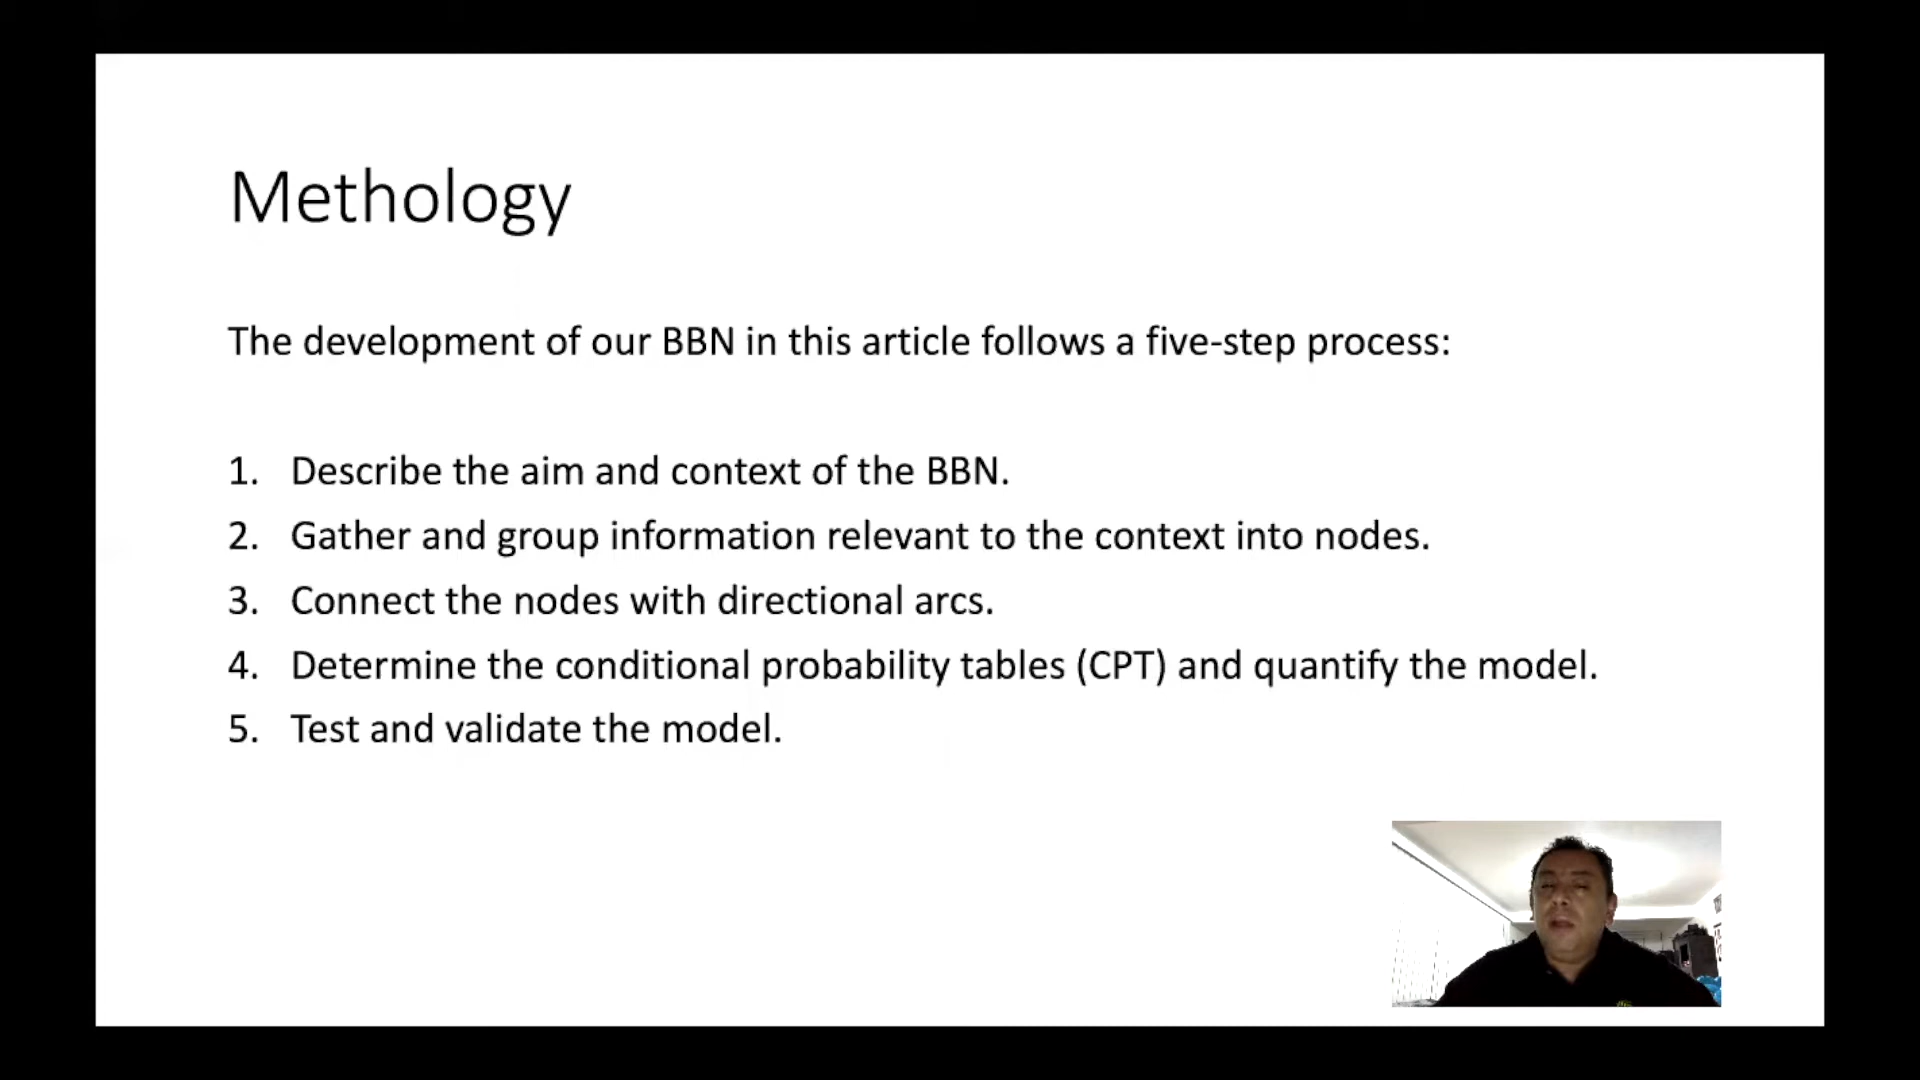 Methology
The development of our BBN in this article follows a five-step process:
1. Describe the aim and context of the BBN.
2. Gather and group information relevant to the context into nodes.
3. Connect the nodes with directional arcs.
4. Determine the conditional probability tables (CPT) and quantify the model.
5. Test and validate the model.